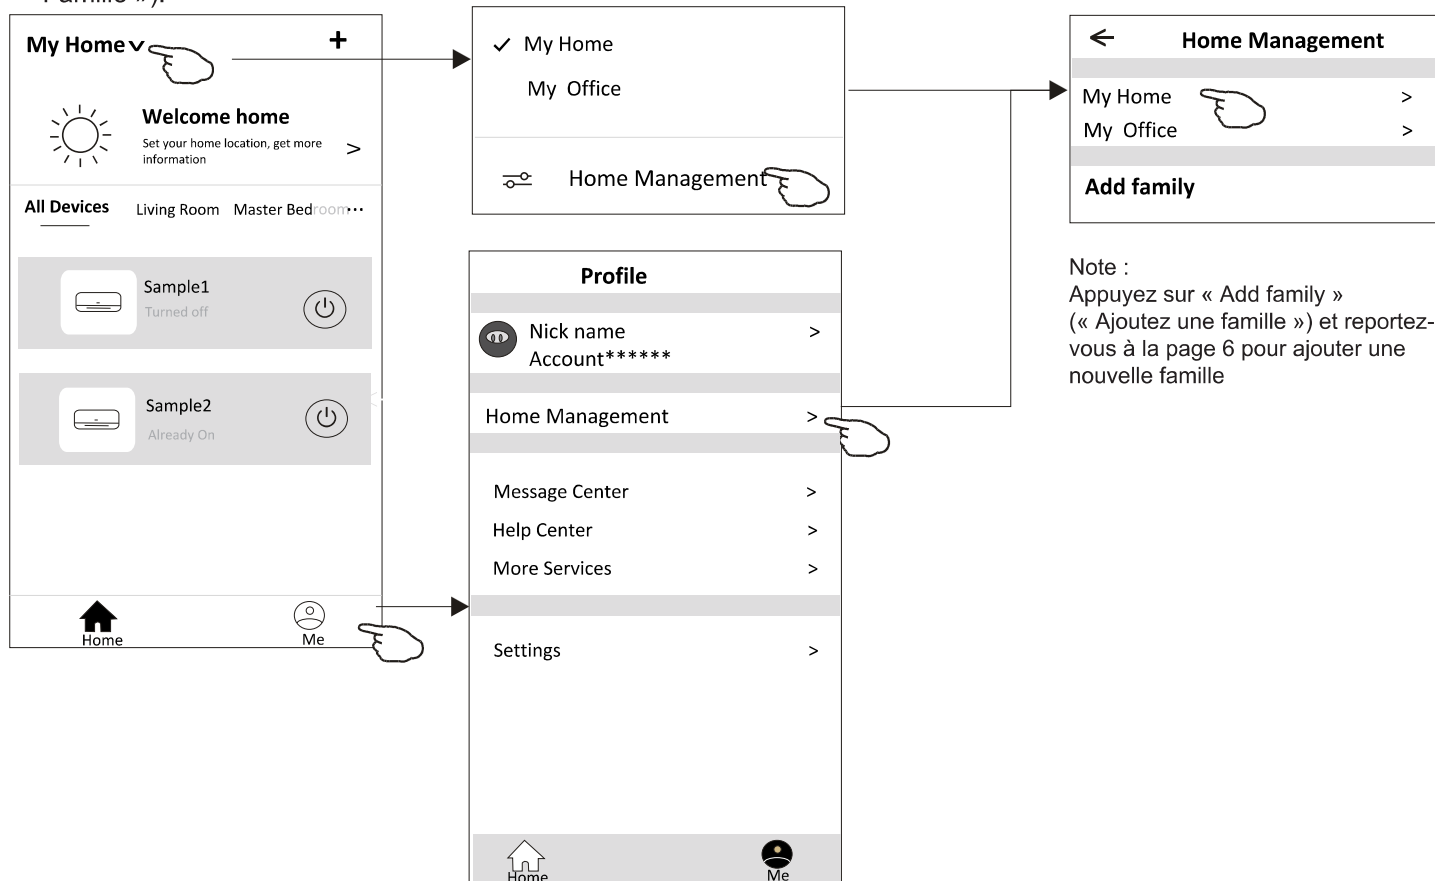 Famille »).
My Home
+
Welcome home
Set your home location, get more
information
>
All Devices Living Room Master Bedroom...
Sample1
Turned off
Sample2
Already On
Home Me
✓ My Home
My Office
Home Management
Profile
Nick name >
Account******
Home Management >
Message Center >
Help Center >
More Services >
Settings >
Home Me
Home Management
My Home >
My Office >
Add family
Note :
Appuyez sur « Add family »
(« Ajoutez une famille ») et reportez-
vous à la page 6 pour ajouter une
nouvelle famille